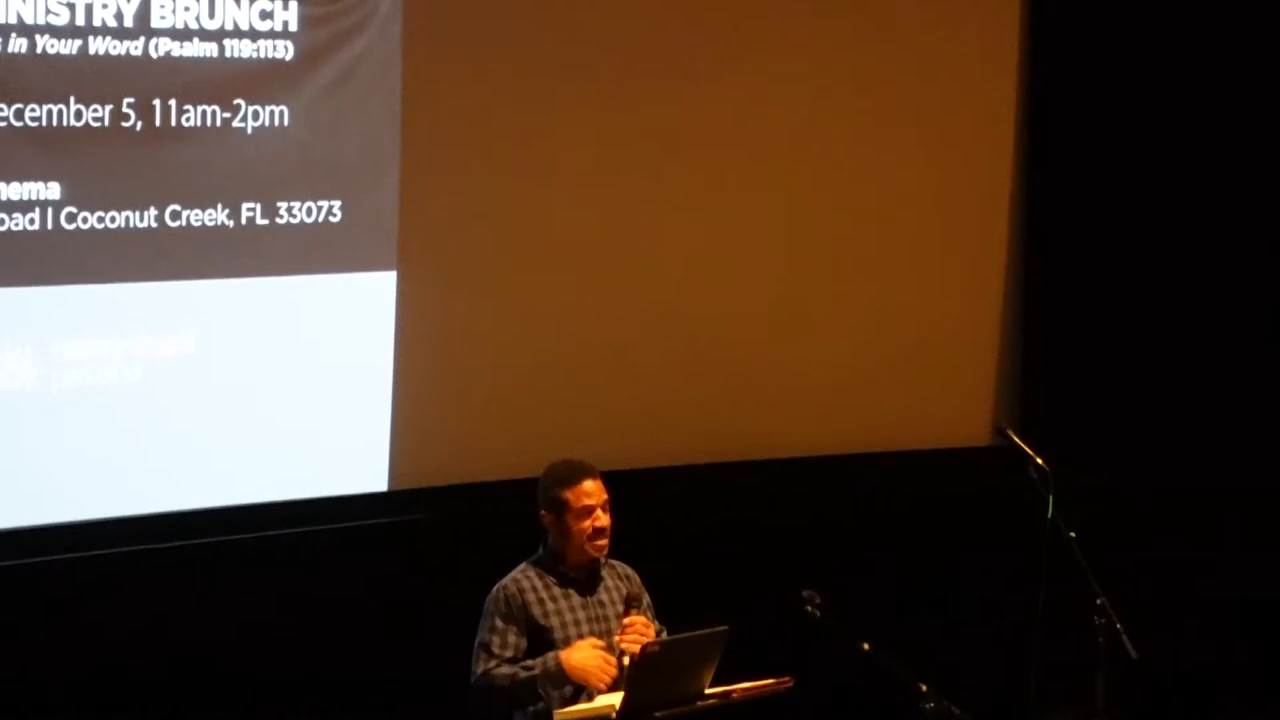 INISTRY BRUNCH
s in Your Word (Psalm 119:113)
ecember 5, 11am-2pm
nema
oad | Coconut Creek, FL 33073